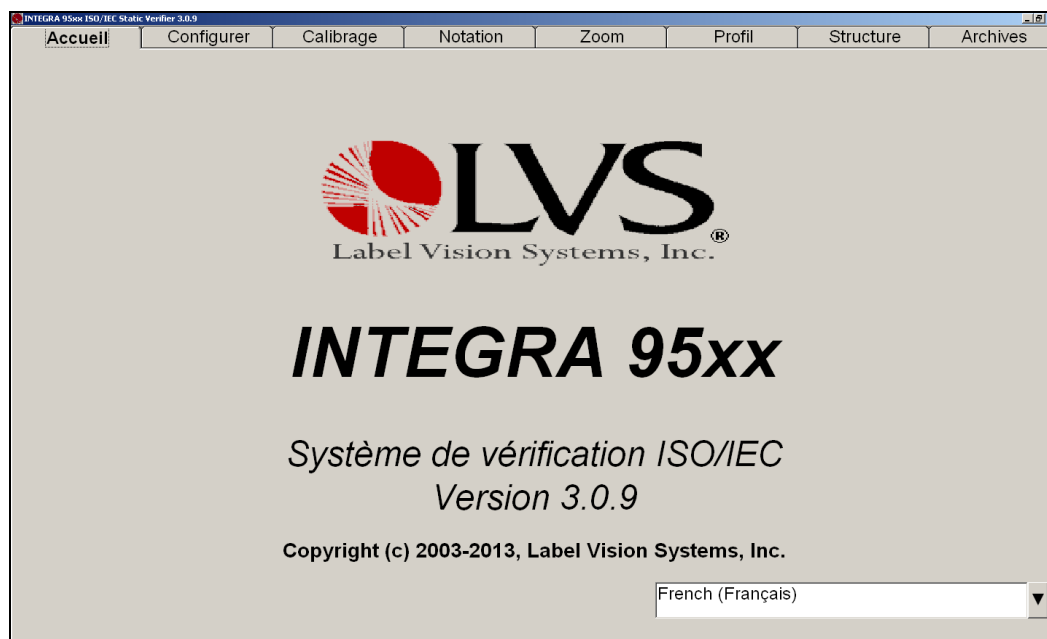 INTEGRA 95xx ISO/IEC Static Verifier 3.0.9
Accueil Configurer Calibrage Notation Zoom Profil Structure Archives
LVS®
Label Vision Systems, Inc.
INTEGRA 95xx
Système de vérification ISO/IEC
Version 3.0.9
Copyright (c) 2003-2013, Label Vision Systems, Inc.
French (Français)